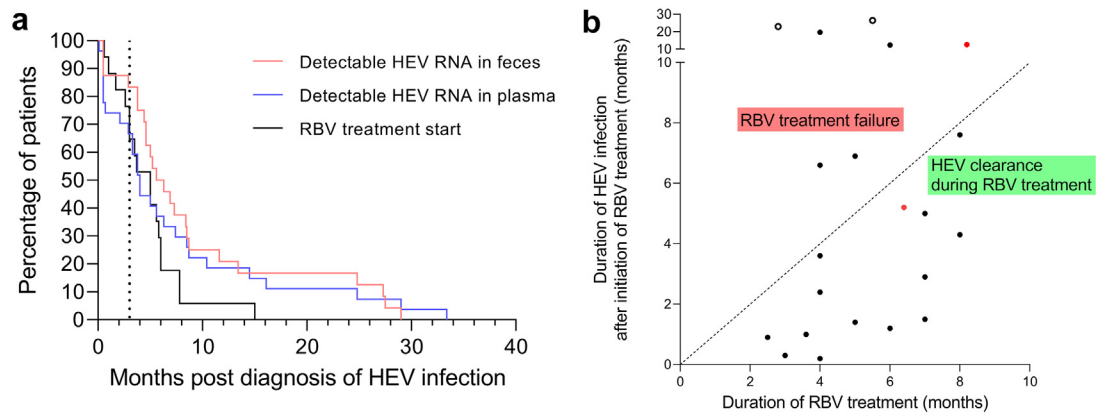 a
Percentage of patients
100
90
80
70
60
50
40
30
20
10
0
Detectable HEV RNA in feces
Detectable HEV RNA in plasma
RBV treatment start
0 10 20 30 40
Months post diagnosis of HEV infection
b
Duration of HEV infection
after initiation of RBV treatment (months)
30
20
10
10
8
6
4
2
0
RBV treatment failure
HEV clearance
during RBV treatment
0 2 4 6 8 10
Duration of RBV treatment (months)